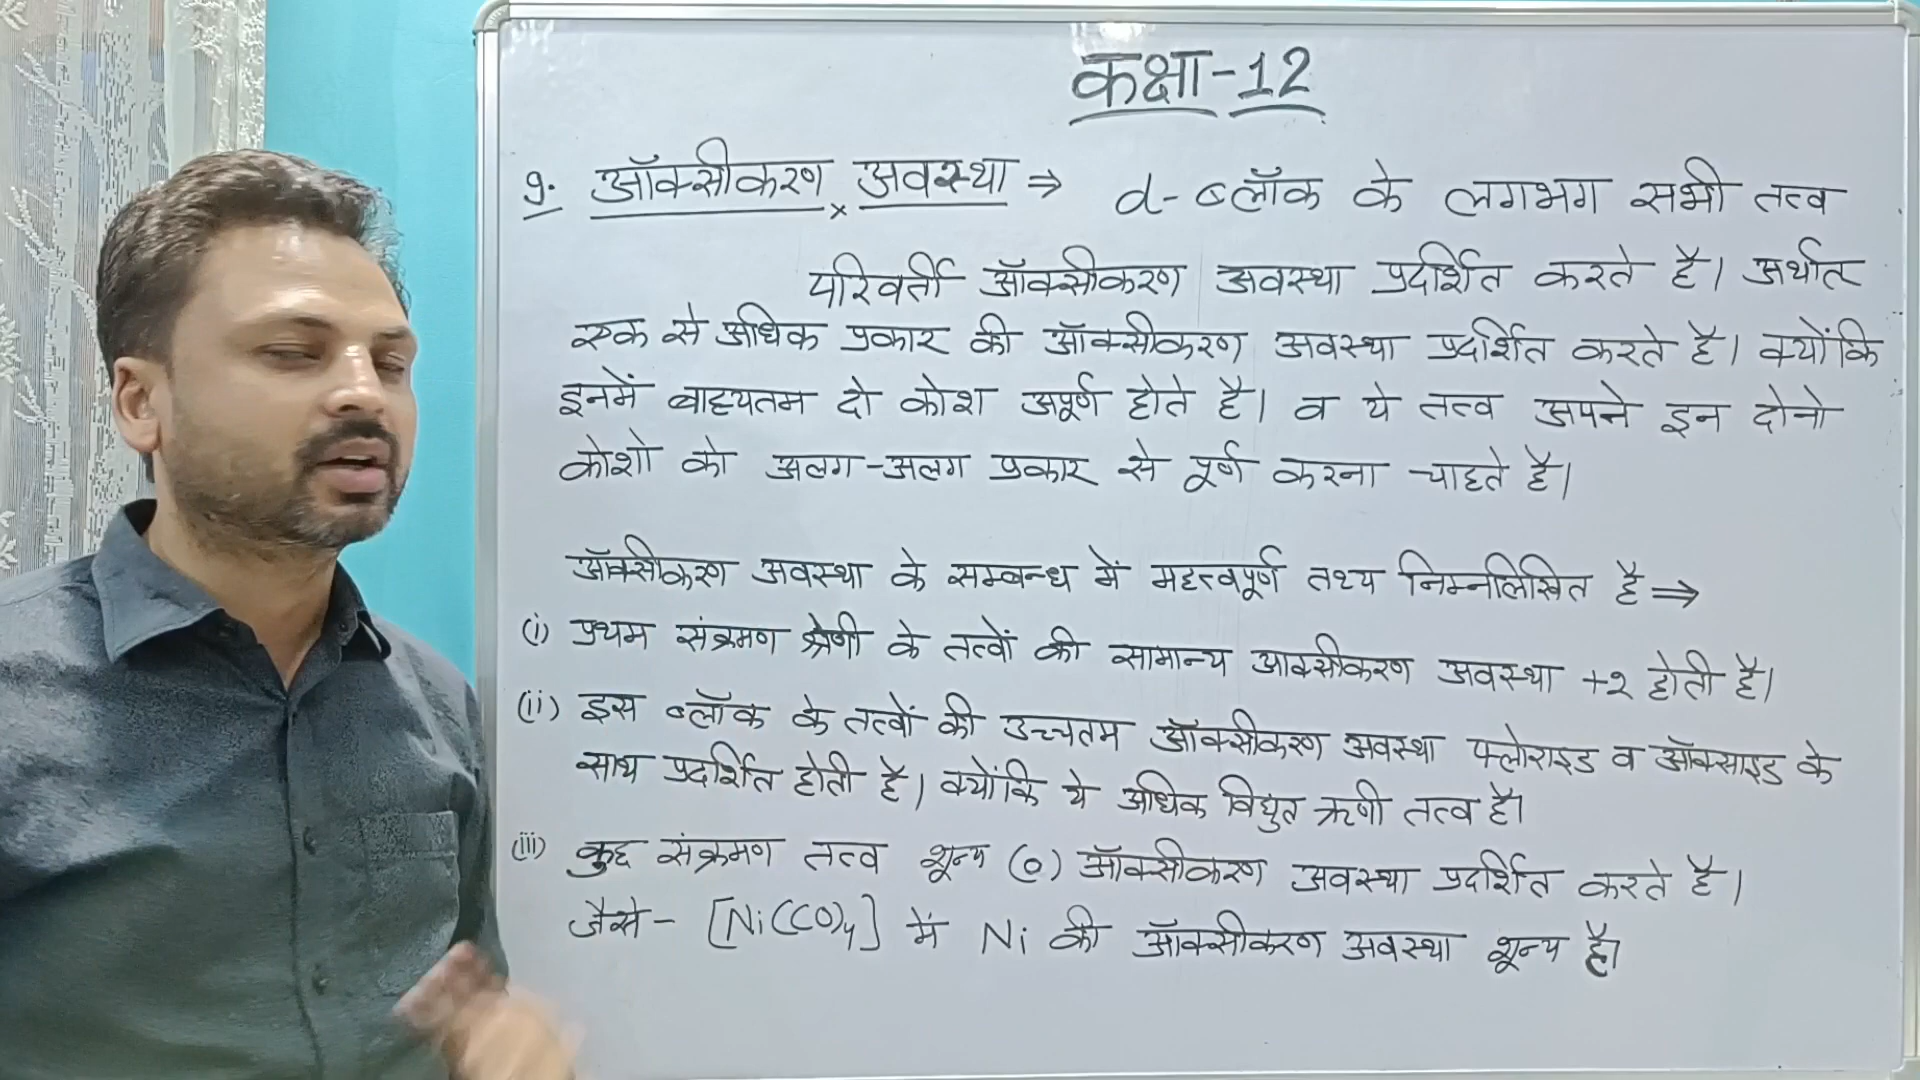 कक्षा-12
9. ऑक्सीकरण अवस्था ⇒ d-ब्लॉक के लगभग सभी तत्व
परिवर्ती ऑक्सीकरण अवस्था प्रदर्शित करते है। अर्थात
एक से अधिक प्रकार की ऑक्सीकरण अवस्था प्रदर्शित करते है। क्योंकि
इनमें बाह्यतम दो कोश अपूर्ण होते है। व ये तत्व अपने इन दोनो
कोशो को अलग-अलग प्रकार से पूर्ण करना चाहते है।
ऑक्सीकरण अवस्था के सम्बन्ध में महत्वपूर्ण तथ्य निम्नलिखित है ⇒
(i) प्रथम संक्रमण श्रेणी के तत्वों की सामान्य आक्सीकरण अवस्था +2 होती है।
(ii) इस ब्लॉक के तत्वों की उच्चतम ऑक्सीकरण अवस्था फ्लोराइड व ऑक्साइड के
साथ प्रदर्शित होती है। क्योंकि ये अधिक विद्युत ऋणी तत्व है।
(iii) कुछ संक्रमण तत्व शून्य (0) ऑक्सीकरण अवस्था प्रदर्शित करते है।
जैसे- [Ni(CO)4] में Ni की ऑक्सीकरण अवस्था शून्य है।